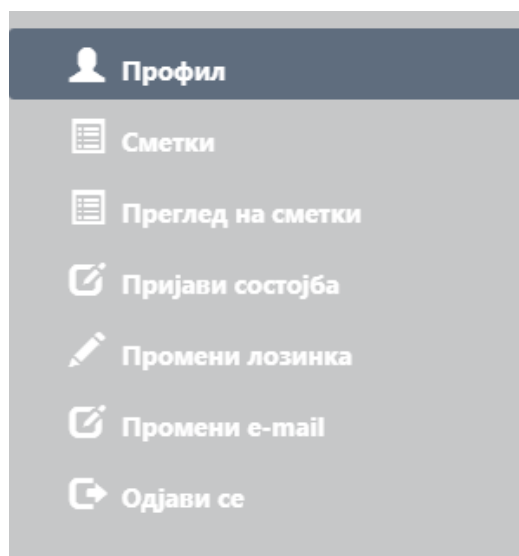 Профил
Сметки
Преглед на сметки
Пријави состојба
Промени лозинка
Промени e-mail
Одјави се